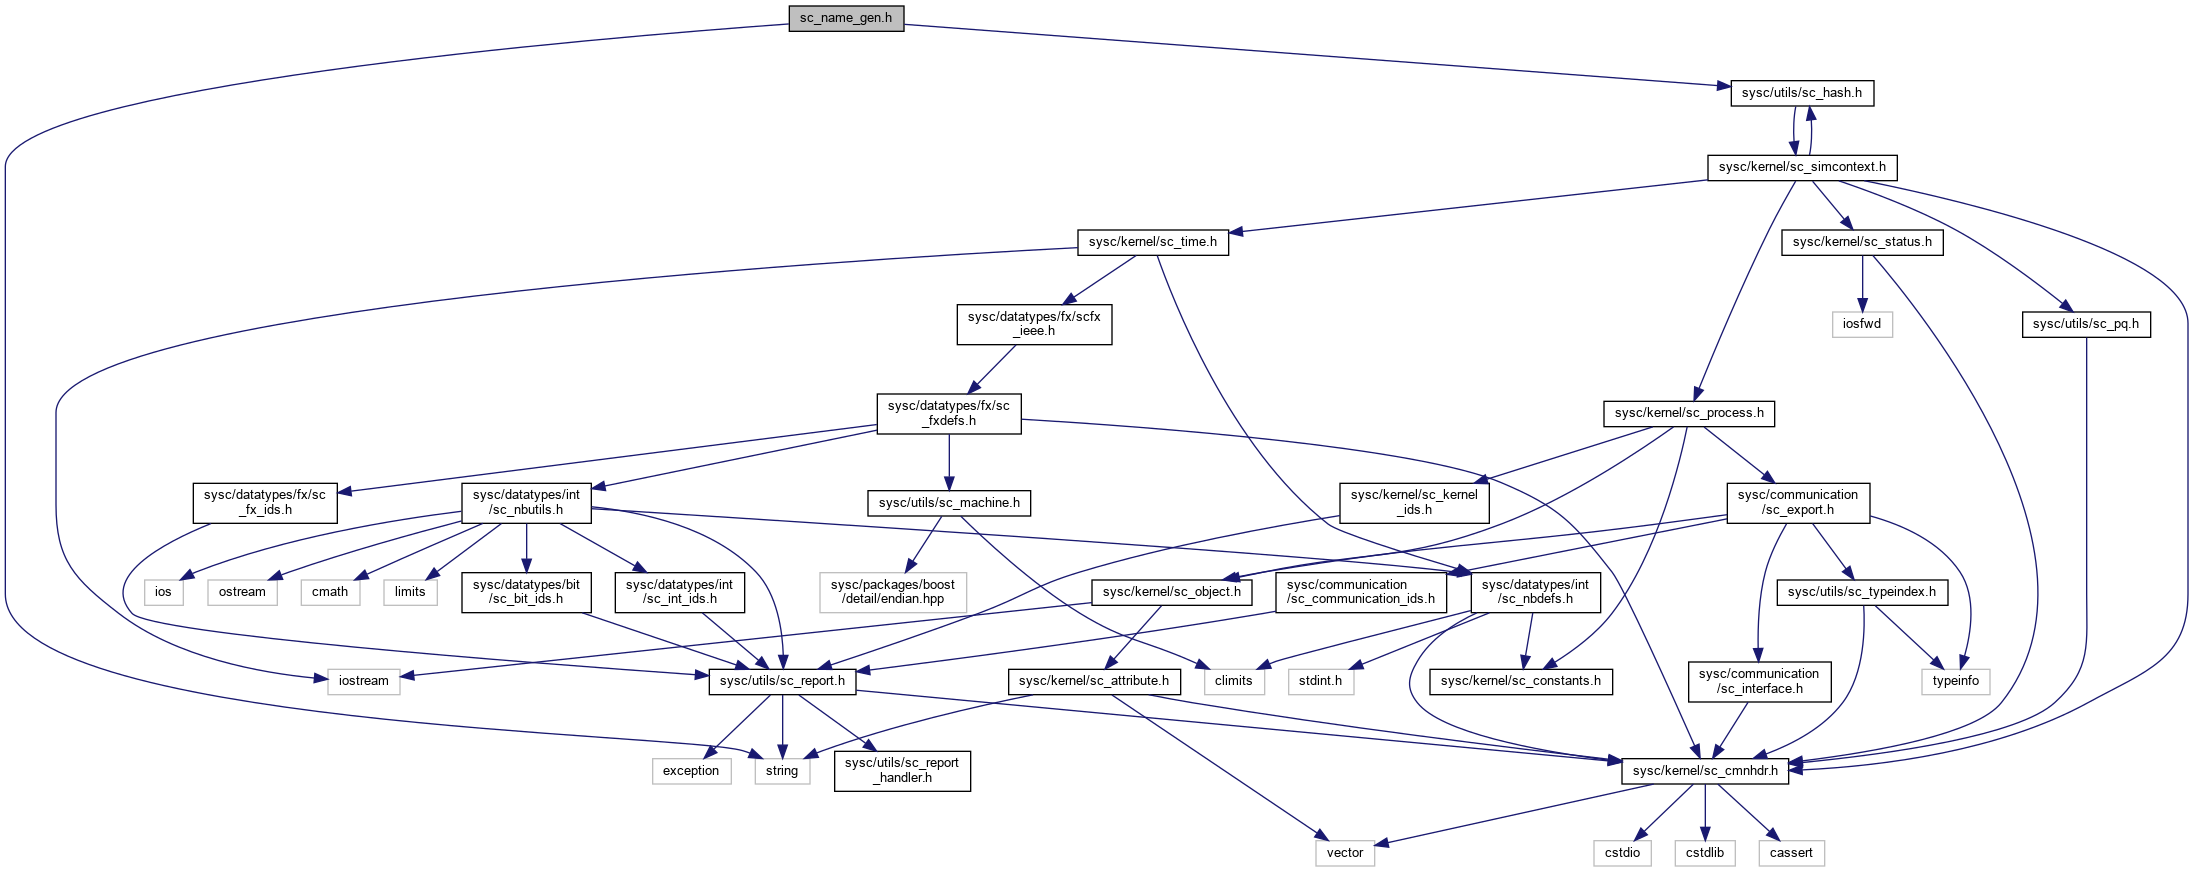 sc_name_gen.h
sysc/utils/sc_hash.h
sysc/kernel/sc_simcontext.h
sysc/kernel/sc_time.h
sysc/kernel/sc_status.h
sysc/datatypes/fx/scfx
_ieee.h
iosfwd
sysc/utils/sc_pq.h
sysc/datatypes/fx/sc
_fxdefs.h
sysc/kernel/sc_process.h
sysc/datatypes/fx/sc
_fx_ids.h
sysc/datatypes/int
/sc_nbutils.h
sysc/utils/sc_machine.h
sysc/kernel/sc_kernel
_ids.h
sysc/communication
/sc_export.h
ios
ostream
cmath
limits
sysc/datatypes/bit
/sc_bit_ids.h
sysc/datatypes/int
/sc_int_ids.h
sysc/packages/boost
/detail/endian.hpp
sysc/kernel/sc_object.h
sysc/communication
/sc_communication_ids.h
sysc/datatypes/int
/sc_nbdefs.h
sysc/utils/sc_typeindex.h
iostream
sysc/utils/sc_report.h
sysc/kernel/sc_attribute.h
climits
stdint.h
sysc/kernel/sc_constants.h
sysc/communication
/sc_interface.h
typeinfo
exception
string
sysc/utils/sc_report
_handler.h
sysc/kernel/sc_cmnhdr.h
vector
cstdio
cstdlib
cassert